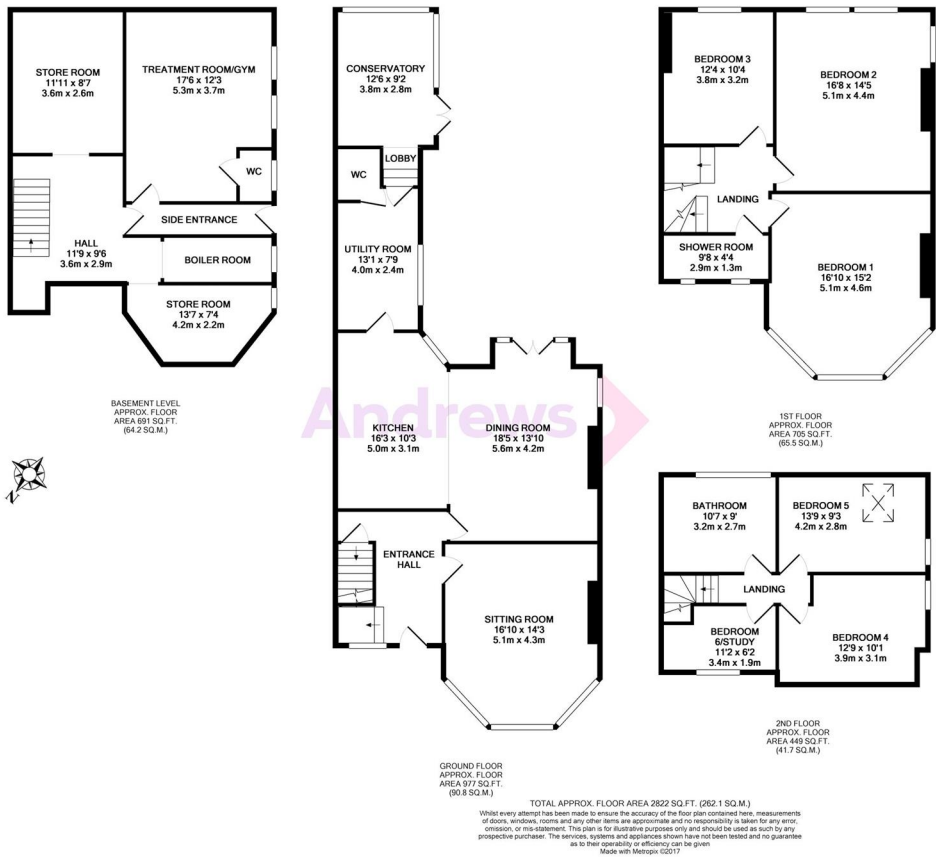 STORE ROOM
11'11 x 8'7
3.6m x 2.6m
TREATMENT ROOM/GYM
17'6 x 12'3
5.3m x 3.7m
WC
SIDE ENTRANCE
HALL
11'9 x 9'6
3.6m x 2.9m
BOILER ROOM
STORE ROOM
13'7 x 7'4
4.2m x 2.2m
BASEMENT LEVEL
APPROX. FLOOR
AREA 691 SQ.FT.
(64.2 SQ.M.)
N
CONSERVATORY
12'6 x 9'2
3.8m x 2.8m
LOBBY
WC
UTILITY ROOM
13'1 x 7'9
4.0m x 2.4m
KITCHEN
16'3 x 10'3
5.0m x 3.1m
DINING ROOM
18'5 x 13'10
5.6m x 4.2m
Andrews
ENTRANCE
HALL
SITTING ROOM
16'10 x 14'3
5.1m x 4.3m
GROUND FLOOR
APPROX. FLOOR
AREA 977 SQ.FT.
(90.8 SQ.M.)
BEDROOM 3
12'4 x 10'4
3.8m x 3.2m
BEDROOM 2
16'8 x 14'5
5.1m x 4.4m
LANDING
SHOWER ROOM
9'8 x 4'4
2.9m x 1.3m
BEDROOM 1
16'10 x 15'2
5.1m x 4.6m
1ST FLOOR
APPROX. FLOOR
AREA 705 SQ.FT.
(65.5 SQ.M.)
BATHROOM
10'7 x 9'
3.2m x 2.7m
BEDROOM 5
13'9 x 9'3
4.2m x 2.8m
LANDING
BEDROOM
6/STUDY
11'2 x 6'2
3.4m x 1.9m
BEDROOM 4
12'9 x 10'1
3.9m x 3.1m
2ND FLOOR
APPROX. FLOOR
AREA 449 SQ.FT.
(41.7 SQ.M.)
TOTAL APPROX. FLOOR AREA 2822 SQ.FT. (262.1 SQ.M.)
Whilst every attempt has been made to ensure the accuracy of the floor plan contained here, measurements
of doors, windows, rooms and any other items are approximate and no responsibility is taken for any error,
omission, or mis-statement. This plan is for illustrative purposes only and should be used as such by any
prospective purchaser. The services, systems and appliances shown have not been tested and no guarantee
as to their operability or efficiency can be given
Made with Metropix ©2017